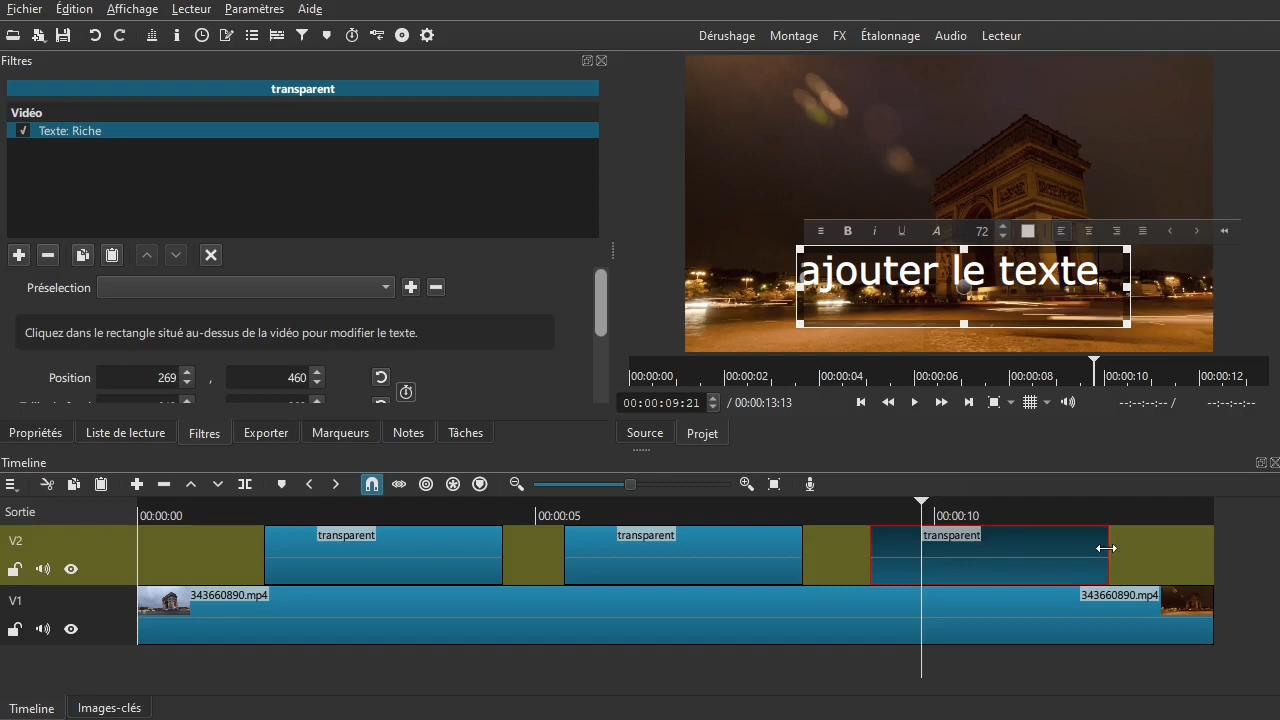 Fichier Édition Affichage Lecteur Paramètres Aide
Dérushage Montage FX Étalonnage Audio Lecteur
Filtres
transparent
Vidéo
✓ Texte: Riche
Présélection
Cliquez dans le rectangle situé au-dessus de la vidéo pour modifier le texte.
Position 269 , 460
B i U A 72
ajouter le texte
00:00:00 00:00:02 00:00:04 00:00:06 00:00:08 00:00:10 00:00:12
00:00:09:21 / 00:00:13:13 --:--:--:-- / --:--:--:--
Propriétés Liste de lecture Filtres Exporter Marqueurs Notes Tâches
Source Projet
Timeline
Sortie 00:00:00 00:00:05 00:00:10
V2 transparent transparent transparent
V1 343660890.mp4 343660890.mp4
Timeline Images-clés